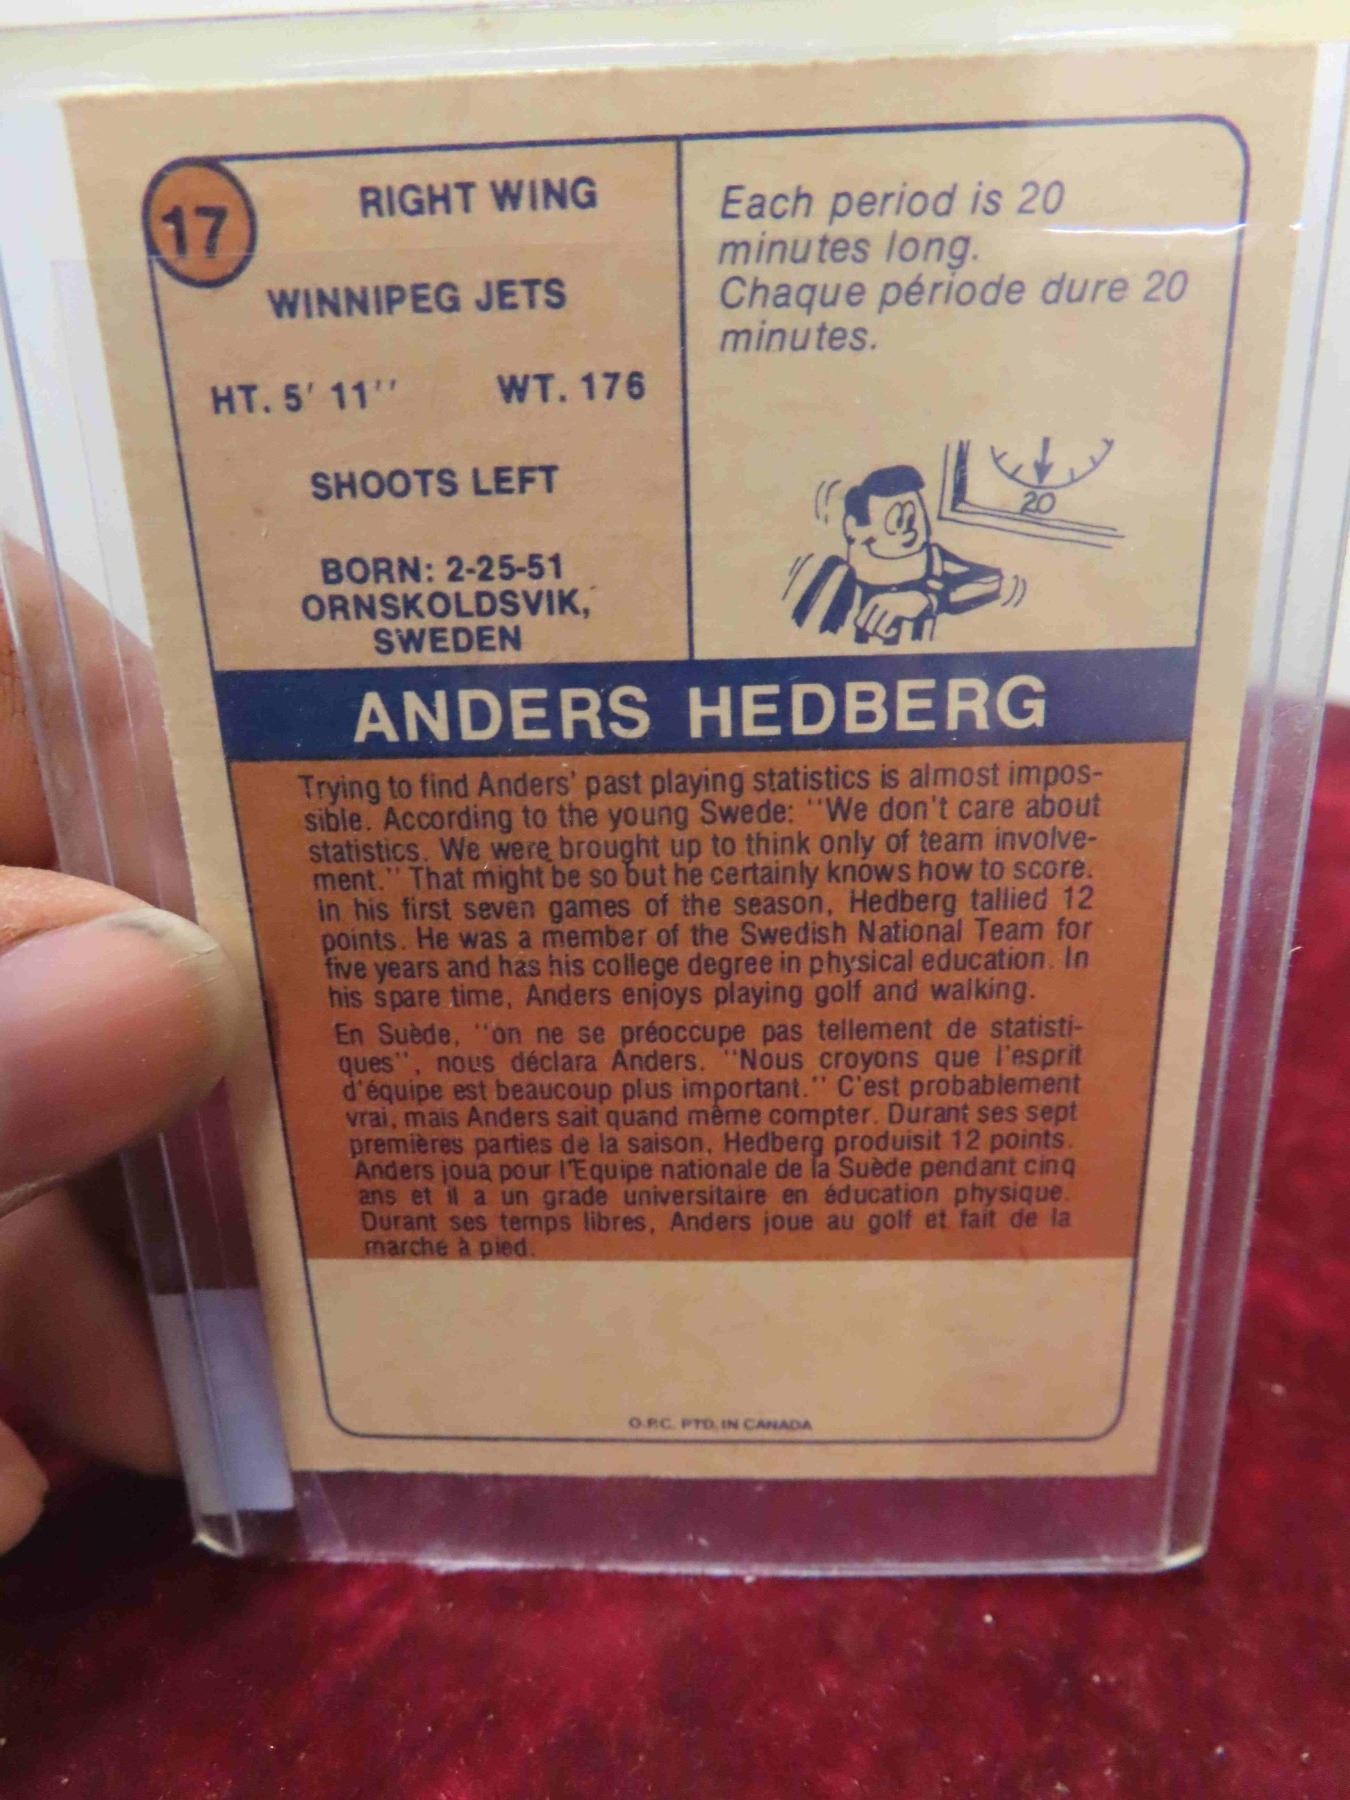 17
RIGHT WING
WINNIPEG JETS
HT. 5' 11'' WT. 176
SHOOTS LEFT
BORN: 2-25-51
ORNSKOLDSVIK,
SWEDEN
Each period is 20
minutes long.
Chaque période dure 20
minutes.
20
ANDERS HEDBERG
Trying to find Anders' past playing statistics is almost impos-
sible. According to the young Swede: "We don't care about
statistics. We were brought up to think only of team involve-
ment." That might be so but he certainly knows how to score.
In his first seven games of the season, Hedberg tallied 12
points. He was a member of the Swedish National Team for
five years and has his college degree in physical education. In
his spare time, Anders enjoys playing golf and walking.
En Suède, "on ne se préoccupe pas tellement de statisti-
ques", nous déclara Anders. "Nous croyons que l'esprit
d'équipe est beaucoup plus important." C'est probablement
vrai, mais Anders sait quand même compter. Durant ses sept
premières parties de la saison, Hedberg produisit 12 points.
Anders joua pour l'Equipe nationale de la Suède pendant cinq
ans et il a un grade universitaire en éducation physique.
Durant ses temps libres, Anders joue au golf et fait de la
marche à pied.
O.P.C. PTD. IN CANADA